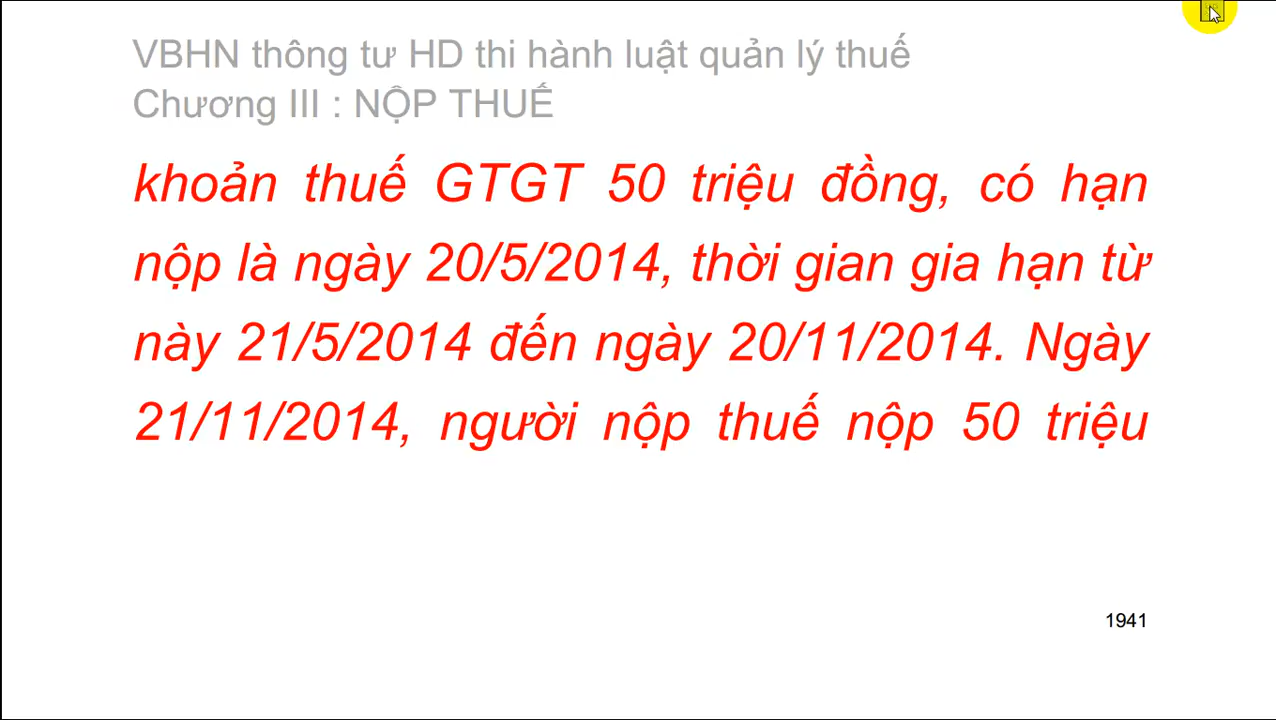 VBHN thông tư HD thi hành luật quản lý thuế
Chương III : NỘP THUẾ
khoản thuế GTGT 50 triệu đồng, có hạn
nộp là ngày 20/5/2014, thời gian gia hạn từ
này 21/5/2014 đến ngày 20/11/2014. Ngày
21/11/2014, người nộp thuế nộp 50 triệu
1941